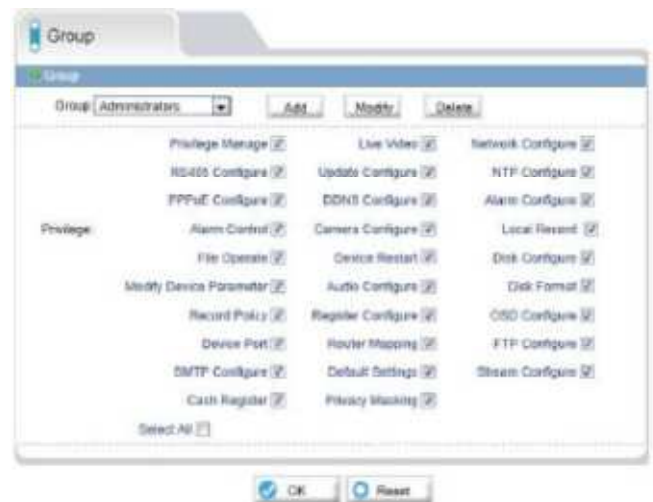 Group
Group
Group Administrators Add Modify Delete
Privilege Manage Live Video Network Configure
RS485 Configure Update Configure NTP Configure
PPPoE Configure DDNS Configure Alarm Configure
Privilege Alarm Control Camera Configure Local Record
File Operate Device Restart Disk Configure
Modify Device Parameter Audio Configure Disk Format
Record Policy Register Configure OSD Configure
Device Port Router Mapping FTP Configure
SMTP Configure Default Settings Stream Configure
Cash Register Privacy Masking
Select All
OK Reset